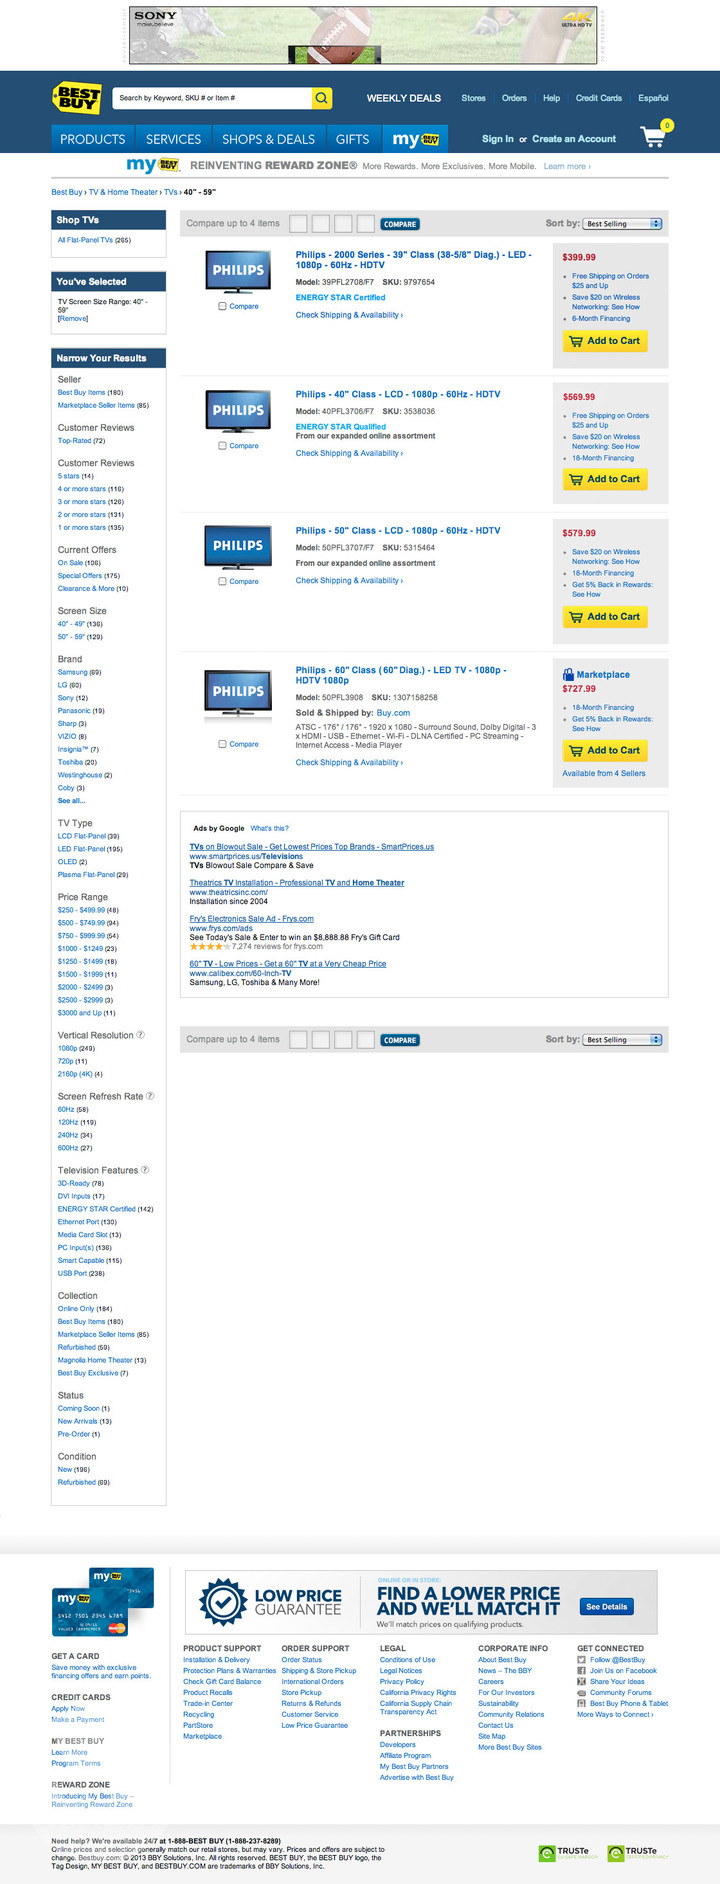 SONY
make.believe
4K
ULTRA HD TV
BEST BUY
Search by Keyword, SKU # or Item #
WEEKLY DEALS
Stores
Orders
Help
Credit Cards
Español
PRODUCTS
SERVICES
SHOPS & DEALS
GIFTS
my BEST BUY
Sign In or Create an Account
0
my BEST BUY REINVENTING REWARD ZONE® More Rewards. More Exclusives. More Mobile. Learn more ›
Best Buy › TV & Home Theater › TVs › 40" - 59"
Shop TVs
All Flat-Panel TVs (265)
You've Selected
TV Screen Size Range: 40" -
59"
[Remove]
Narrow Your Results
Seller
Best Buy Items (180)
Marketplace Seller Items (85)
Customer Reviews
Top-Rated (72)
Customer Reviews
5 stars (14)
4 or more stars (116)
3 or more stars (126)
2 or more stars (131)
1 or more stars (135)
Current Offers
On Sale (106)
Special Offers (175)
Clearance & More (10)
Screen Size
40" - 49" (136)
50" - 59" (129)
Brand
Samsung (69)
LG (60)
Sony (12)
Panasonic (19)
Sharp (3)
VIZIO (8)
Insignia™ (7)
Toshiba (20)
Westinghouse (2)
Coby (3)
See all...
TV Type
LCD Flat-Panel (39)
LED Flat-Panel (195)
OLED (2)
Plasma Flat-Panel (29)
Price Range
$250 - $499.99 (48)
$500 - $749.99 (94)
$750 - $999.99 (54)
$1000 - $1249 (23)
$1250 - $1499 (18)
$1500 - $1999 (11)
$2000 - $2499 (3)
$2500 - $2999 (3)
$3000 and Up (11)
Vertical Resolution ?
1080p (249)
720p (11)
2160p (4K) (4)
Screen Refresh Rate ?
60Hz (58)
120Hz (119)
240Hz (34)
600Hz (27)
Television Features ?
3D-Ready (78)
DVI Inputs (17)
ENERGY STAR Certified (142)
Ethernet Port (130)
Media Card Slot (13)
PC Input(s) (136)
Smart Capable (115)
USB Port (238)
Collection
Online Only (184)
Best Buy Items (180)
Marketplace Seller Items (85)
Refurbished (59)
Magnolia Home Theater (13)
Best Buy Exclusive (7)
Status
Coming Soon (1)
New Arrivals (13)
Pre-Order (1)
Condition
New (196)
Refurbished (69)
Compare up to 4 items
COMPARE
Sort by: Best Selling
PHILIPS
Compare
Philips - 2000 Series - 39" Class (38-5/8" Diag.) - LED -
1080p - 60Hz - HDTV
Model: 39PFL2708/F7 SKU: 9797654
ENERGY STAR Certified
Check Shipping & Availability ›
$399.99
Free Shipping on Orders
$25 and Up
Save $20 on Wireless
Networking: See How
6-Month Financing
Add to Cart
PHILIPS
Compare
Philips - 40" Class - LCD - 1080p - 60Hz - HDTV
Model: 40PFL3706/F7 SKU: 3538036
ENERGY STAR Qualified
From our expanded online assortment
Check Shipping & Availability ›
$569.99
Free Shipping on Orders
$25 and Up
Save $20 on Wireless
Networking: See How
18-Month Financing
Add to Cart
PHILIPS
Compare
Philips - 50" Class - LCD - 1080p - 60Hz - HDTV
Model: 50PFL3707/F7 SKU: 5315464
From our expanded online assortment
Check Shipping & Availability ›
$579.99
Save $20 on Wireless
Networking: See How
18-Month Financing
Get 5% Back in Rewards:
See How
Add to Cart
PHILIPS
Compare
Philips - 60" Class (60" Diag.) - LED TV - 1080p -
HDTV 1080p
Model: 50PFL3908 SKU: 1307158258
Sold & Shipped by: Buy.com
ATSC - 176° / 176° - 1920 x 1080 - Surround Sound, Dolby Digital - 3
x HDMI - USB - Ethernet - Wi-Fi - DLNA Certified - PC Streaming -
Internet Access - Media Player
Check Shipping & Availability ›
Marketplace
$727.99
18-Month Financing
Get 5% Back in Rewards:
See How
Add to Cart
Available from 4 Sellers
Ads by Google What's this?
TVs on Blowout Sale - Get Lowest Prices Top Brands - SmartPrices.us
www.smartprices.us/Televisions
TVs Blowout Sale Compare & Save
Theatrics TV Installation - Professional TV and Home Theater
www.theatricsinc.com/
Installation since 2004
Fry's Electronics Sale Ad - Frys.com
www.frys.com/ads
See Today's Sale & Enter to win an $8,888.88 Fry's Gift Card
7,274 reviews for frys.com
60" TV - Low Prices - Get a 60" TV at a Very Cheap Price
www.calibex.com/60-Inch-TV
Samsung, LG, Toshiba & Many More!
Compare up to 4 items
COMPARE
Sort by: Best Selling
my BEST BUY
my BEST BUY
5412 7501 2345 6789
LOW PRICE
GUARANTEE
ONLINE OR IN STORE:
FIND A LOWER PRICE
AND WE'LL MATCH IT
We'll match prices on qualifying products.
See Details
GET A CARD
Save money with exclusive
financing offers and earn points.
CREDIT CARDS
Apply Now
Make a Payment
MY BEST BUY
Learn More
Program Terms
REWARD ZONE
Introducing My Best Buy –
Reinventing Reward Zone
PRODUCT SUPPORT
Installation & Delivery
Protection Plans & Warranties
Check Gift Card Balance
Product Recalls
Trade-in Center
Recycling
PartStore
Marketplace
ORDER SUPPORT
Order Status
Shipping & Store Pickup
International Orders
Store Pickup
Returns & Refunds
Customer Service
Low Price Guarantee
LEGAL
Conditions of Use
Legal Notices
Privacy Policy
California Privacy Rights
California Supply Chain
Transparency Act
PARTNERSHIPS
Developers
Affiliate Program
My Best Buy Partners
Advertise with Best Buy
CORPORATE INFO
About Best Buy
News – The BBY
Careers
For Our Investors
Sustainability
Community Relations
Contact Us
Site Map
More Best Buy Sites
GET CONNECTED
Follow @BestBuy
Join Us on Facebook
Share Your Ideas
Community Forums
Best Buy Phone & Tablet
More Ways to Connect ›
Need help? We're available 24/7 at 1-888-BEST BUY (1-888-237-8289)
Online prices and selection generally match our retail stores, but may vary. Prices and offers are subject to
change. Bestbuy.com: © 2013 BBY Solutions, Inc. All rights reserved. BEST BUY, the BEST BUY logo, the
Tag Design, MY BEST BUY, and BESTBUY.COM are trademarks of BBY Solutions, Inc.
TRUSTe
TRUSTe